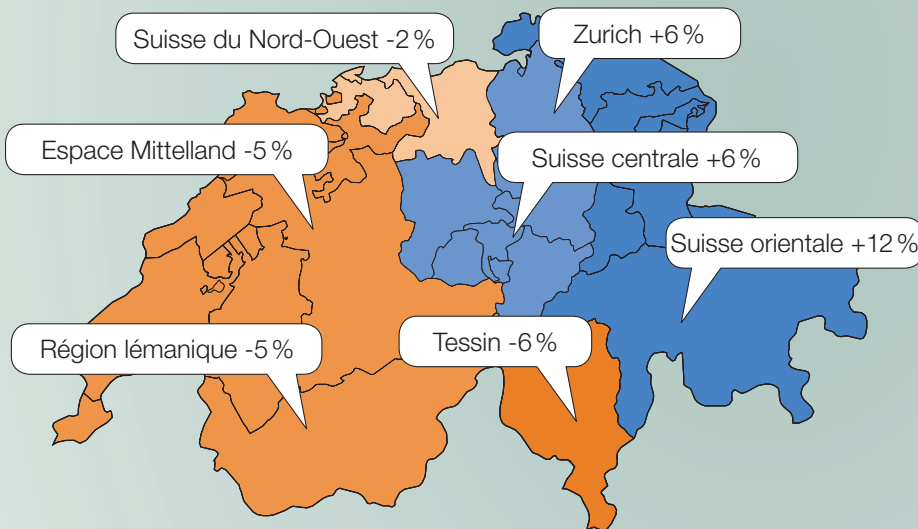 Suisse du Nord-Ouest -2 %
Zurich +6 %
Espace Mittelland -5 %
Suisse centrale +6 %
Suisse orientale +12 %
Région lémanique -5 %
Tessin -6 %